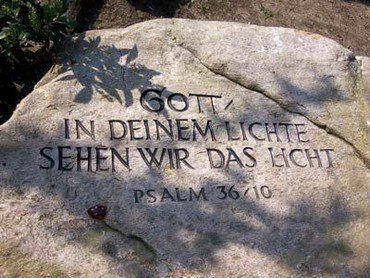 GOTT,
IN DEINEM LICHTE
SEHEN WIR DAS LICHT.
PSALM 36/10